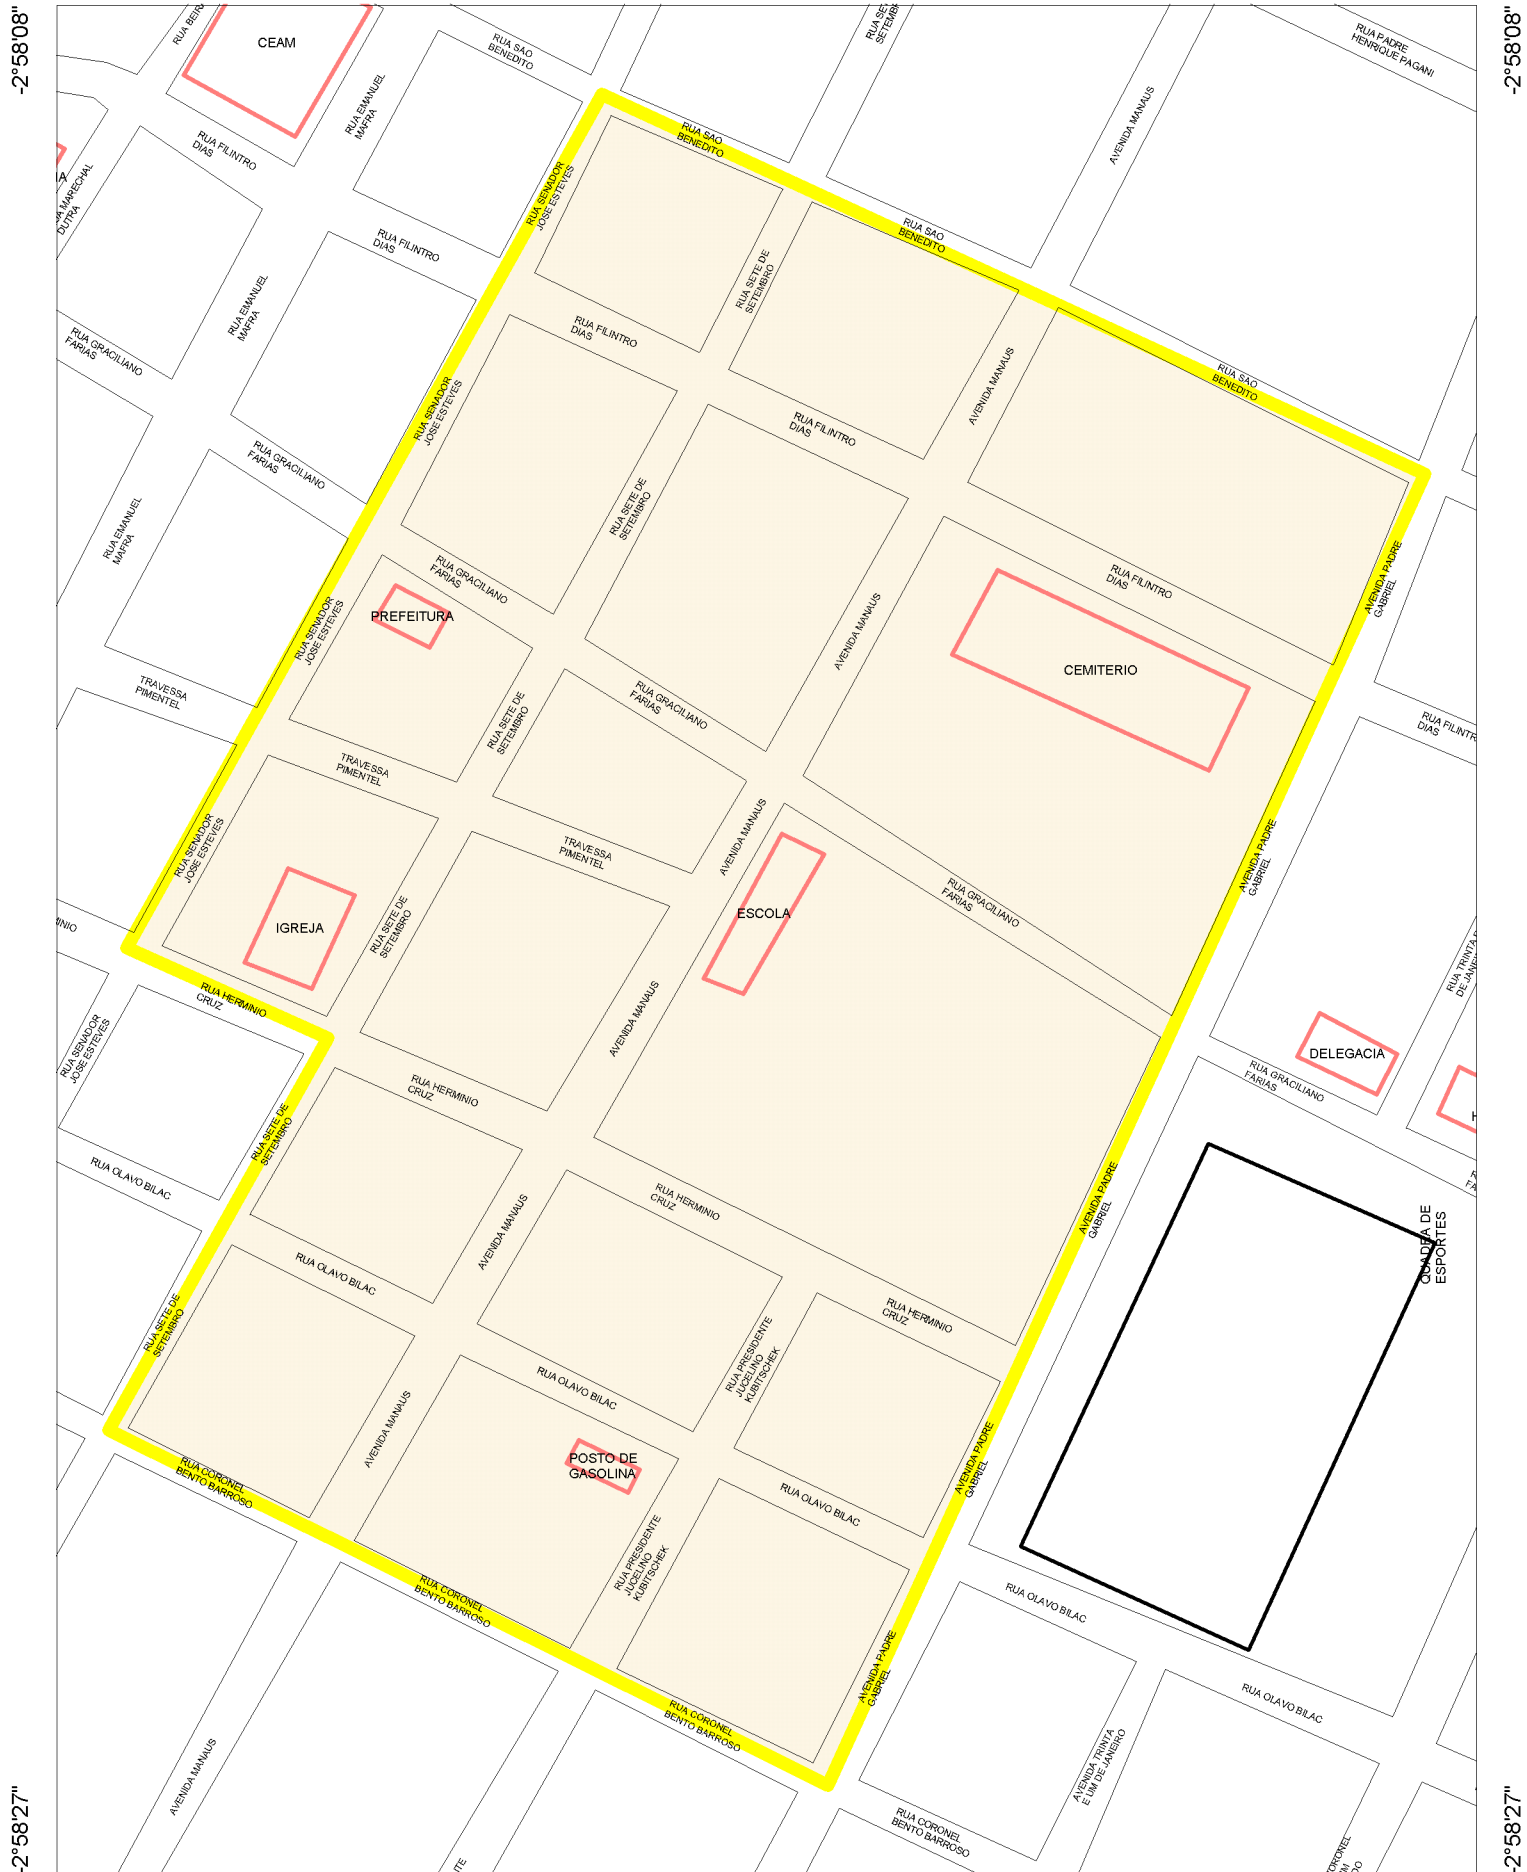 -2°58'08"
-2°58'08"
CEAM
RUA SAO
BENEDITO
RUA PADRE
HENRIQUE PAGANI
RUA EMANUEL
MAFRA
AVENIDA MANAUS
RUA FILINTRO
DIAS
RUA SAO
BENEDITO
RUA SENADOR
JOSE ESTEVES
DUTRA
RUA FILINTRO
DIAS
RUA SAO
BENEDITO
RUA SETE DE
SETEMBRO
RUA EMANUEL
MAFRA
RUA FILINTRO
DIAS
RUA GRACILIANO
FARIAS
AVENIDA MANAUS
RUA SAO
BENEDITO
RUA SENADOR
JOSE ESTEVES
RUA FILINTRO
DIAS
RUA GRACILIANO
FARIAS
RUA SETE DE
SETEMBRO
RUA EMANUEL
MAFRA
RUA GRACILIANO
FARIAS
RUA FILINTRO
DIAS
AVENIDA PADRE
GABRIEL
PREFEITURA
RUA SENADOR
JOSE ESTEVES
AVENIDA MANAUS
CEMITERIO
TRAVESSA
PIMENTEL
RUA SETE DE
SETEMBRO
RUA GRACILIANO
FARIAS
RUA FILINTR
DIAS
TRAVESSA
PIMENTEL
RUA SENADOR
JOSE ESTEVES
TRAVESSA
PIMENTEL
AVENIDA MANAUS
AVENIDA PADRE
GABRIEL
ESCOLA
RUA GRACILIANO
FARIAS
IGREJA
RUA SETE DE
SETEMBRO
RUA HERMINIO
CRUZ
AVENIDA MANAUS
RUA SENADOR
JOSE ESTEVES
DELEGACIA
RUA GRACILIANO
FARIAS
RUA HERMINIO
CRUZ
RUA SETE DE
SETEMBRO
RUA OLAVO BILAC
RUA HERMINIO
CRUZ
AVENIDA PADRE
GABRIEL
AVENIDA MANAUS
QUADRA DE
ESPORTES
RUA OLAVO BILAC
RUA SETE DE
SETEMBRO
RUA HERMINIO
CRUZ
RUA PRESIDENTE
JUCELINO
KUBITSCHEK
RUA OLAVO BILAC
AVENIDA MANAUS
AVENIDA PADRE
GABRIEL
POSTO DE
GASOLINA
RUA CORONEL
BENTO BARROSO
RUA OLAVO BILAC
RUA PRESIDENTE
JUCELINO
KUBITSCHEK
RUA CORONEL
BENTO BARROSO
RUA OLAVO BILAC
AVENIDA PADRE
GABRIEL
RUA CORONEL
BENTO BARROSO
RUA OLAVO BILAC
AVENIDA MANAUS
AVENIDA TRINTA
E UM DE JANEIRO
RUA CORONEL
BENTO BARROSO
-2°58'27"
-2°58'27"